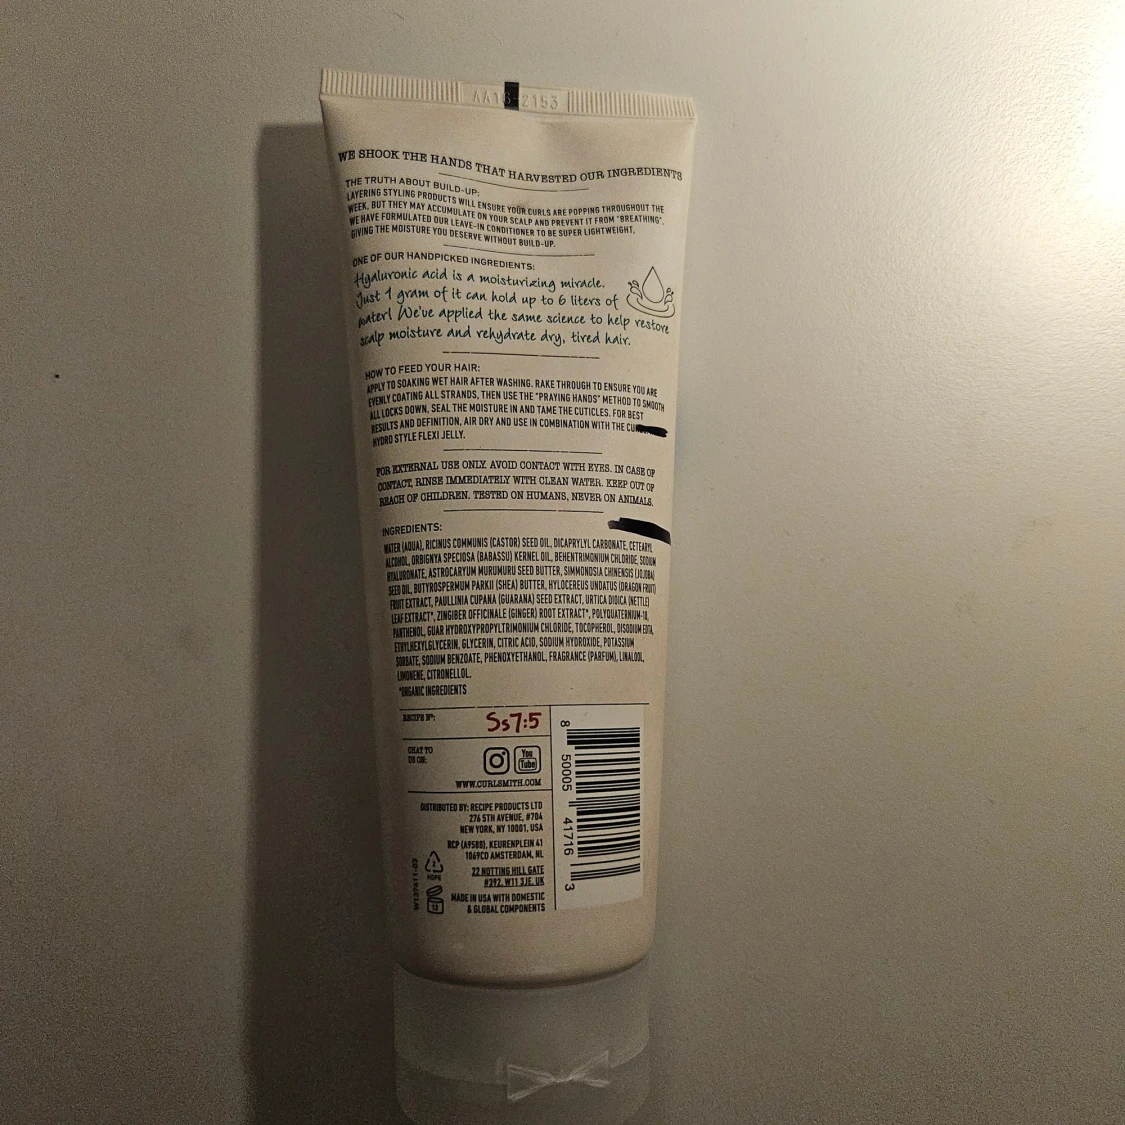 AA16-2153
WE SHOOK THE HANDS THAT HARVESTED OUR INGREDIENTS
THE TRUTH ABOUT BUILD-UP:
LAYERING STYLING PRODUCTS WILL ENSURE YOUR CURLS ARE POPPING THROUGHOUT THE
WEEK, BUT THEY MAY ACCUMULATE ON YOUR SCALP AND PREVENT IT FROM "BREATHING".
WE HAVE FORMULATED OUR LEAVE-IN CONDITIONER TO BE SUPER LIGHTWEIGHT,
GIVING THE MOISTURE YOU DESERVE WITHOUT BUILD-UP.
ONE OF OUR HANDPICKED INGREDIENTS:
Hyaluronic acid is a moisturizing miracle.
Just 1 gram of it can hold up to 6 liters of
water! We've applied the same science to help restore
scalp moisture and rehydrate dry, tired hair.
HOW TO FEED YOUR HAIR:
APPLY TO SOAKING WET HAIR AFTER WASHING. RAKE THROUGH TO ENSURE YOU ARE
EVENLY COATING ALL STRANDS, THEN USE THE "PRAYING HANDS" METHOD TO SMOOTH
ALL LOCKS DOWN, SEAL THE MOISTURE IN AND TAME THE CUTICLES. FOR BEST
RESULTS AND DEFINITION, AIR DRY AND USE IN COMBINATION WITH THE
HYDRO STYLE FLEXI JELLY.
FOR EXTERNAL USE ONLY. AVOID CONTACT WITH EYES. IN CASE OF
CONTACT, RINSE IMMEDIATELY WITH CLEAN WATER. KEEP OUT OF
REACH OF CHILDREN. TESTED ON HUMANS, NEVER ON ANIMALS.
INGREDIENTS:
WATER (AQUA), RICINUS COMMUNIS (CASTOR) SEED OIL, DICAPRYLYL CARBONATE, CETEARYL
ALCOHOL, ORBIGNYA SPECIOSA (BABASSU) KERNEL OIL, BEHENTRIMONIUM CHLORIDE, SODIUM
HYALURONATE, ASTROCARYUM MURUMURU SEED BUTTER, SIMMONDSIA CHINENSIS (JOJOBA)
SEED OIL, BUTYROSPERMUM PARKII (SHEA) BUTTER, HYLOCEREUS UNDATUS (DRAGON FRUIT)
FRUIT EXTRACT, PAULLINIA CUPANA (GUARANA) SEED EXTRACT, URTICA DIOICA (NETTLE)
LEAF EXTRACT*, ZINGIBER OFFICINALE (GINGER) ROOT EXTRACT*, POLYQUATERNIUM-10,
PANTHENOL, GUAR HYDROXYPROPYLTRIMONIUM CHLORIDE, TOCOPHEROL, DISODIUM EDTA,
ETHYLHEXYLGLYCERIN, GLYCERIN, CITRIC ACID, SODIUM HYDROXIDE, POTASSIUM
SORBATE, SODIUM BENZOATE, PHENOXYETHANOL, FRAGRANCE (PARFUM), LINALOOL,
LIMONENE, CITRONELLOL.
*ORGANIC INGREDIENTS
RECIPE Nº:
Ss7:5
CHAT TO
US ON:
You
Tube
WWW.CURLSMITH.COM
DISTRIBUTED BY: RECIPE PRODUCTS LTD
276 5TH AVENUE, #704
NEW YORK, NY 10001, USA
RCP (A9588), KEURENPLEIN 41
1069CD AMSTERDAM, NL
22 NOTTING HILL GATE
#392, W11 3JE, UK
MADE IN USA WITH DOMESTIC
& GLOBAL COMPONENTS
2
HDPE
12
8 50005 41716 3